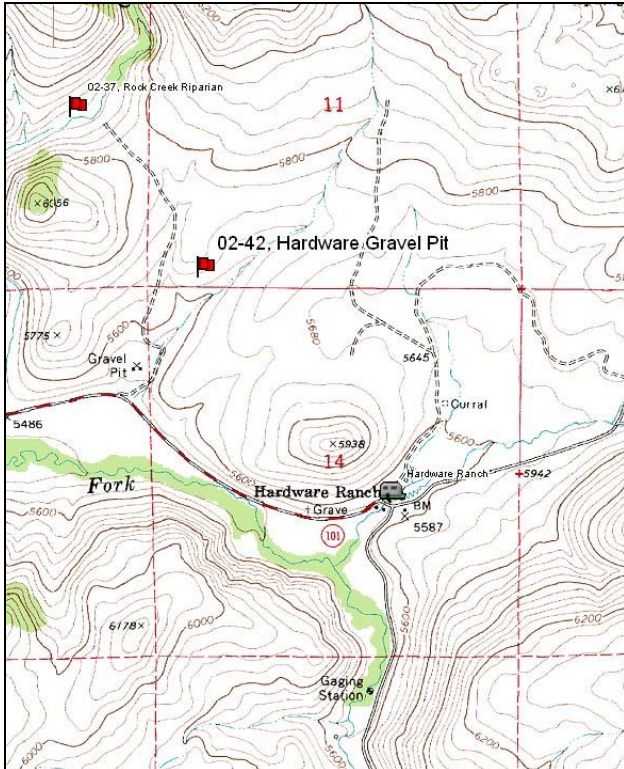 02-37, Rock Creek Riparian
11
5800
6056
02-42, Hardware Gravel Pit
5800
5775
5600
5680
5645
Gravel
Pit
Corral
5486
5938
5600
14
5600
Hardware Ranch
5942
Fork
Hardware Ranch
5600
Grave
BM
101
5587
6178
6000
5600
6200
Gaging
Station
6000
6200